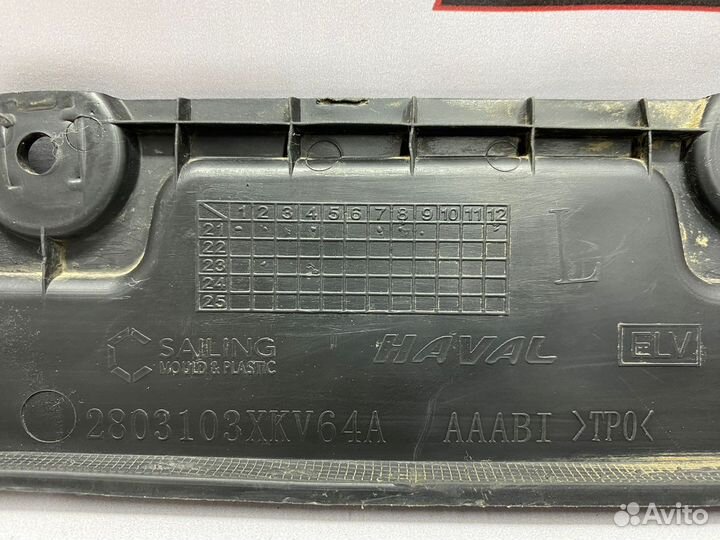 1 2 3 4 5 6 7 8 9 10 11 12
21
22
23
24
25
L
SAILING
MOULD & PLASTIC
HAVAL
ELV
2803103XKV64A AAABI >TPO<
Avito